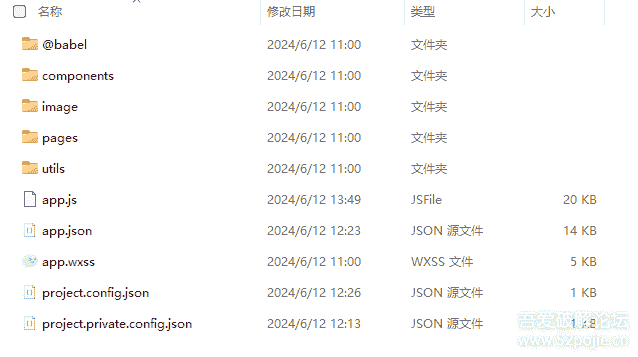 名称 修改日期 类型 大小
@babel 2024/6/12 11:00 文件夹
components 2024/6/12 11:00 文件夹
image 2024/6/12 11:00 文件夹
pages 2024/6/12 11:00 文件夹
utils 2024/6/12 11:00 文件夹
app.js 2024/6/12 13:49 JSFile 20 KB
app.json 2024/6/12 12:23 JSON 源文件 14 KB
app.wxss 2024/6/12 11:00 WXSS 文件 5 KB
project.config.json 2024/6/12 12:26 JSON 源文件 1 KB
project.private.config.json 2024/6/12 12:13 JSON 源文件 1 KB
吾爱破解论坛
www.52pojie.cn